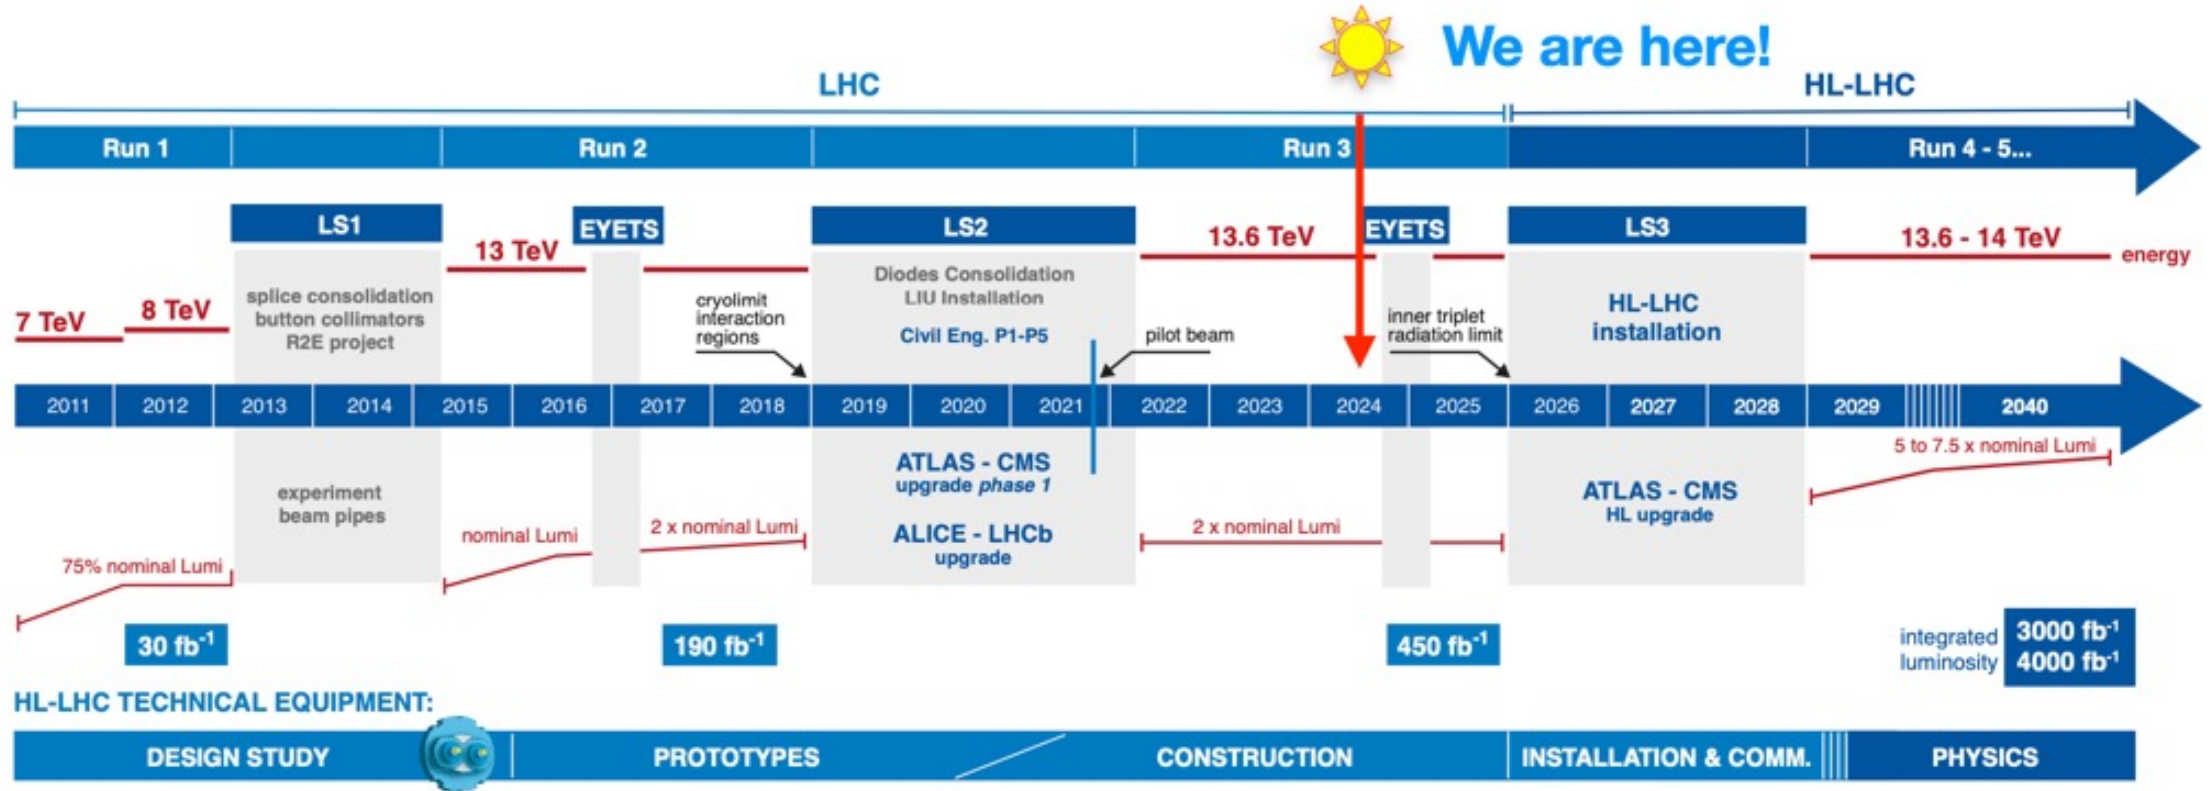 We are here!
LHC
HL-LHC
Run 1
Run 2
Run 3
Run 4 - 5...
LS1
EYETS
LS2
EYETS
LS3
13 TeV
13.6 TeV
13.6 - 14 TeV
energy
7 TeV
8 TeV
splice consolidation
button collimators
R2E project
cryolimit
interaction
regions
Diodes Consolidation
LIU Installation
Civil Eng. P1-P5
pilot beam
inner triplet
radiation limit
HL-LHC
installation
2011
2012
2013
2014
2015
2016
2017
2018
2019
2020
2021
2022
2023
2024
2025
2026
2027
2028
2029
2040
5 to 7.5 x nominal Lumi
experiment
beam pipes
ATLAS - CMS
upgrade phase 1
ALICE - LHCb
upgrade
ATLAS - CMS
HL upgrade
75% nominal Lumi
nominal Lumi
2 x nominal Lumi
2 x nominal Lumi
30 fb⁻¹
190 fb⁻¹
450 fb⁻¹
integrated
luminosity
3000 fb⁻¹
4000 fb⁻¹
HL-LHC TECHNICAL EQUIPMENT:
DESIGN STUDY
PROTOTYPES
CONSTRUCTION
INSTALLATION & COMM.
PHYSICS